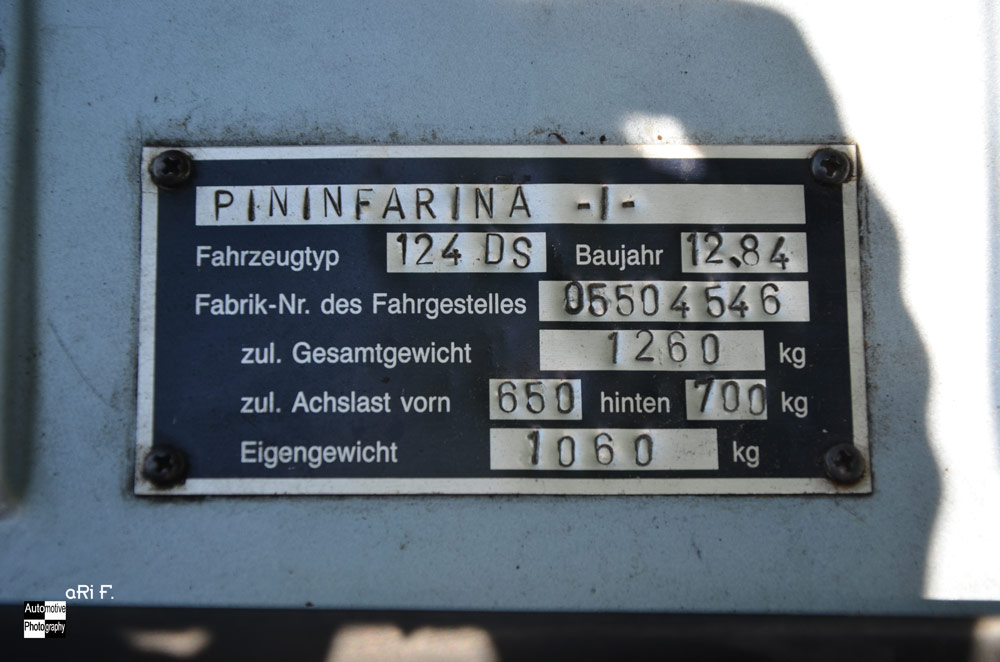 PININFARINA -I-
Fahrzeugtyp 124 DS Baujahr 12.84
Fabrik-Nr. des Fahrgestelles 05504546
zul. Gesamtgewicht 1260 kg
zul. Achslast vorn 650 hinten 700 kg
Eigengewicht 1060 kg
aRi F.
Automotive
Photography